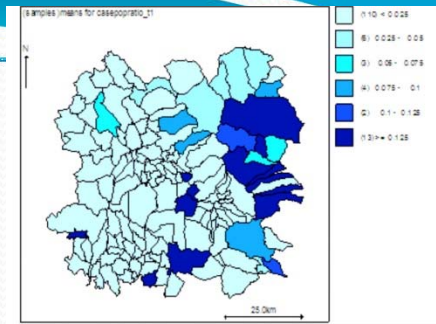 (samples )means for casepopratio_t1
N
(110) < 0.025
(6) 0.025 - 0.05
(3) 0.05 - 0.075
(4) 0.075 - 0.1
(2) 0.1 - 0.125
(13) >= 0.125
25.0km